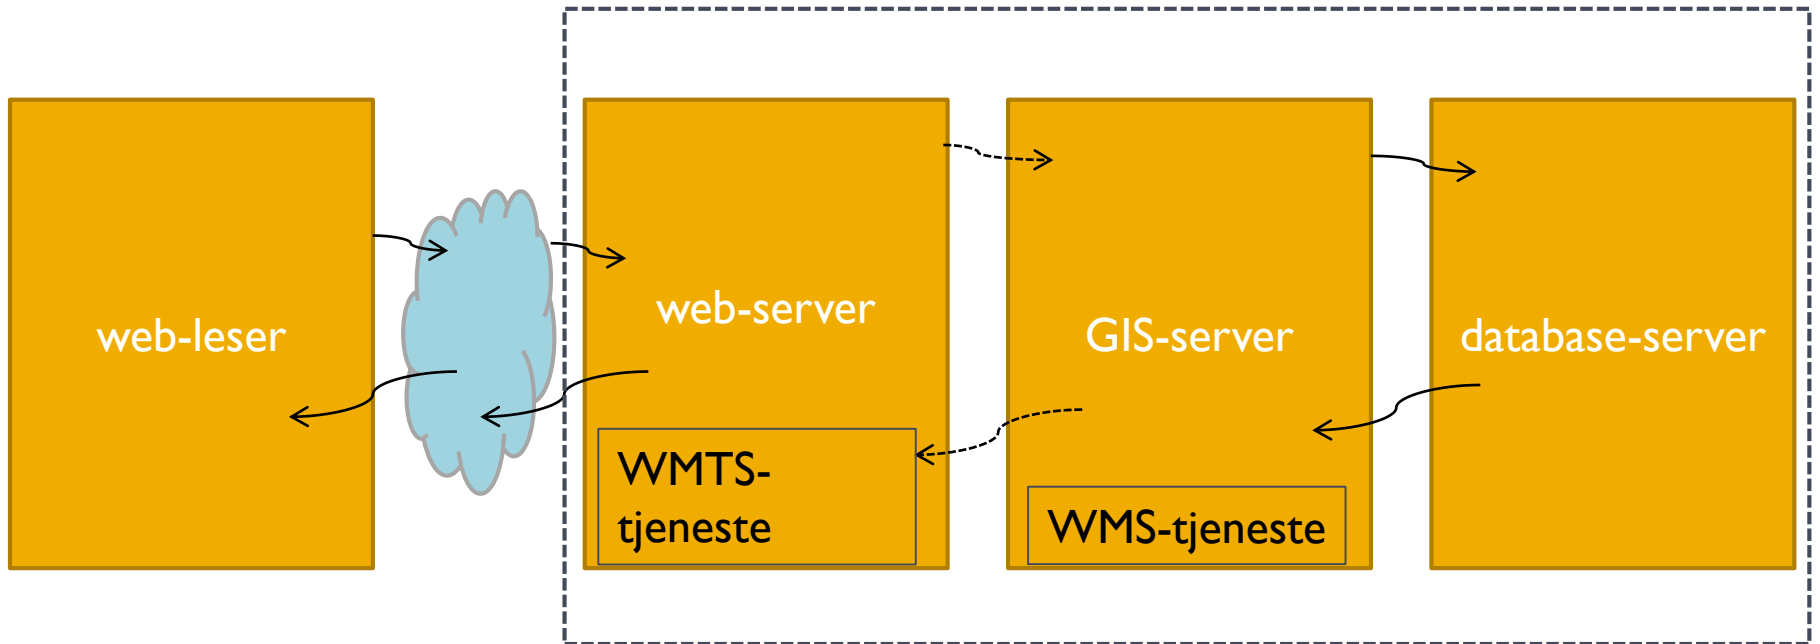 web-leser
web-server
WMTS-
tjeneste
GIS-server
WMS-tjeneste
database-server